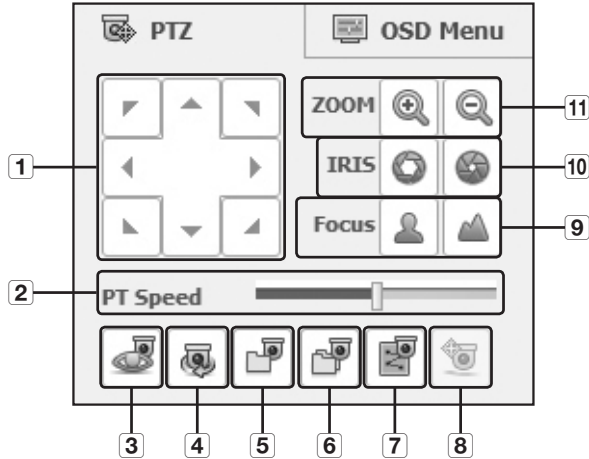 PTZ OSD Menu
ZOOM 11
1 IRIS 10
Focus 9
2 PT Speed
3 4 5 6 7 8